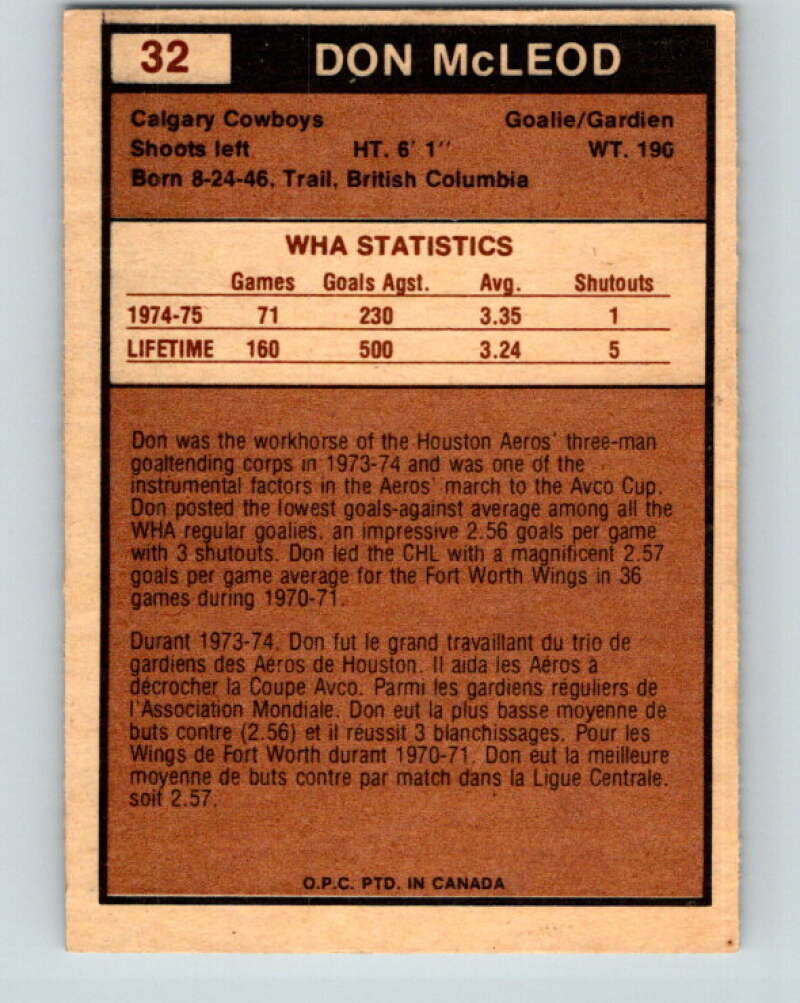 32 DON McLEOD
Calgary Cowboys Goalie/Gardien
Shoots left HT. 6' 1" WT. 190
Born 8-24-46, Trail, British Columbia
WHA STATISTICS
Games Goals Agst. Avg. Shutouts
1974-75 71 230 3.35 1
LIFETIME 160 500 3.24 5
Don was the workhorse of the Houston Aeros' three-man
goaltending corps in 1973-74 and was one of the
instrumental factors in the Aeros' march to the Avco Cup.
Don posted the lowest goals-against average among all the
WHA regular goalies, an impressive 2.56 goals per game
with 3 shutouts. Don led the CHL with a magnificent 2.57
goals per game average for the Fort Worth Wings in 36
games during 1970-71.
Durant 1973-74, Don fut le grand travaillant du trio de
gardiens des Aéros de Houston. Il aida les Aéros à
décrocher la Coupe Avco. Parmi les gardiens réguliers de
l'Association Mondiale, Don eut la plus basse moyenne de
buts contre (2.56) et il réussit 3 blanchissages. Pour les
Wings de Fort Worth durant 1970-71, Don eut la meilleure
moyenne de buts contre par match dans la Ligue Centrale,
soit 2.57.
O.P.C. PTD. IN CANADA